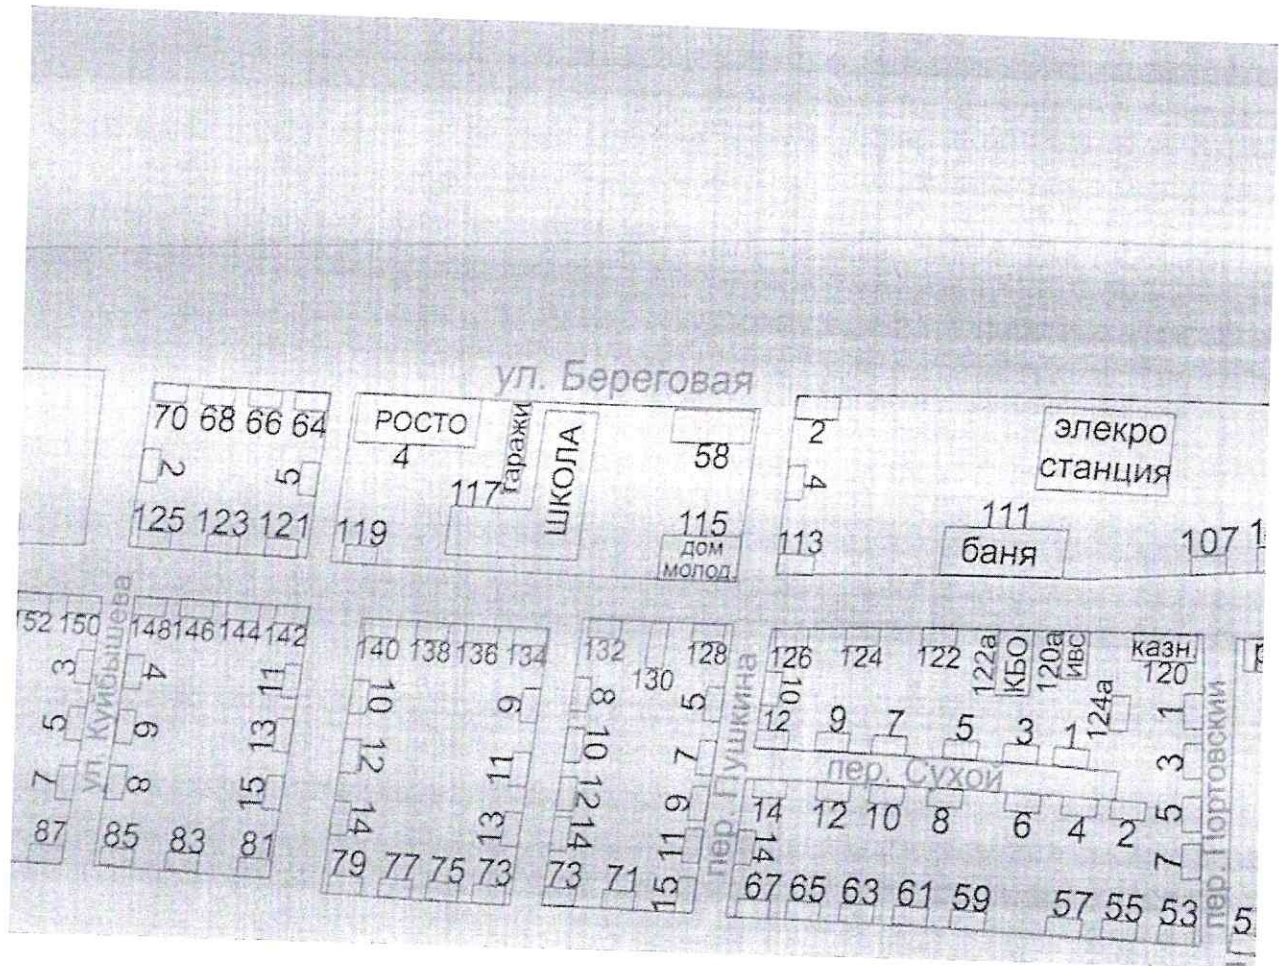 ул. Береговая
70 68 66 64
РОСТО
4
гаражи
ШКОЛА
58
2
элекро
станция
2
5
4
117
125 123 121
119
115
дом
молод.
113
111
баня
107
152 150
ул. Куйбышева
148 146 144 142
140 138 136 134
132
130
128
126
124
122
122а
КБО
120а
ИВС
казн.
120
3
4
11
10
9
8
5
10
12
9
7
5
3
1
124а
1
5
6
13
12
11
10
7
пер. Пушкина
пер. Сухой
3
пер. Портовский
7
8
15
14
13
12
14
9
11
15
14
12
10
8
6
4
2
5
14
7
87
85
83
81
79 77 75 73
73
71
67 65 63 61 59
57 55 53